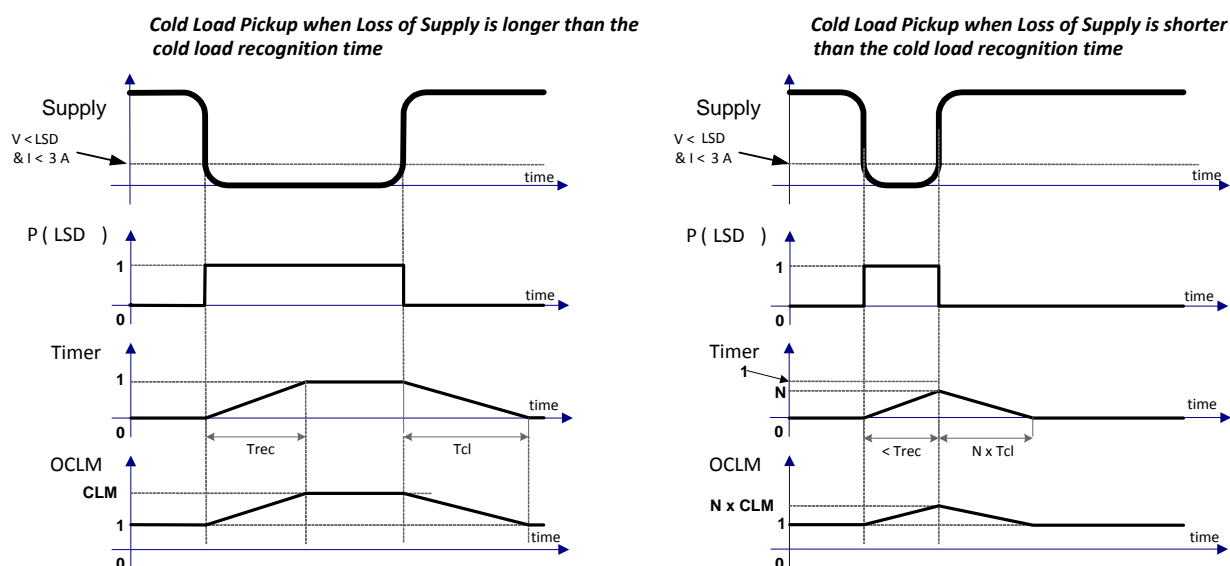 Cold Load Pickup when Loss of Supply is longer than the
cold load recognition time
Supply
V < LSD
& I < 3 A
time
P ( LSD )
1
time
0
Timer
1
time
0
Trec
Tcl
OCLM
CLM
1
time
0
Cold Load Pickup when Loss of Supply is shorter
than the cold load recognition time
Supply
V < LSD
& I < 3 A
time
P ( LSD )
1
time
0
Timer
1
N
time
0
< Trec
N x Tcl
OCLM
N x CLM
1
time
0